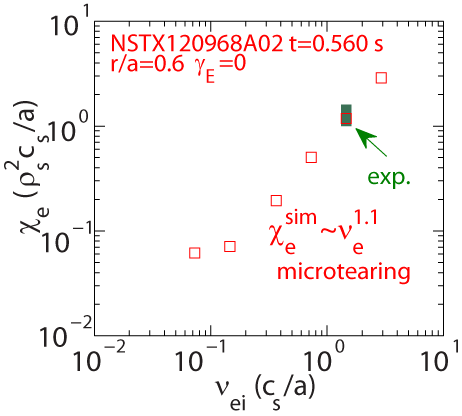 NSTX120968A02 t=0.560 s
r/a=0.6 γE=0
exp.
χₑˢⁱᵐ~νₑ¹·¹
microtearing
χₑ (ρₛ²cₛ/a)
10¹
10⁰
10⁻¹
10⁻²
10⁻² 10⁻¹ 10⁰ 10¹
νₑᵢ (cₛ/a)